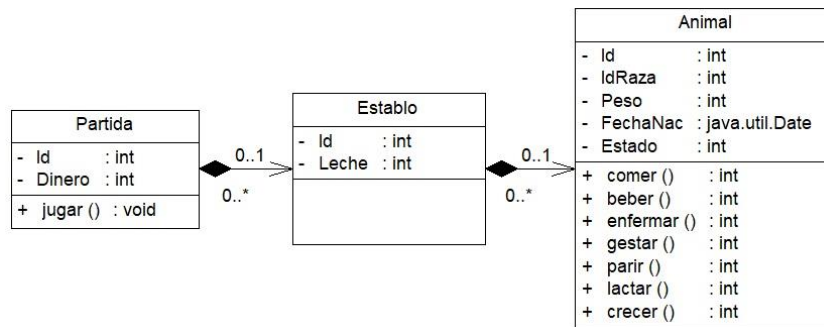 Partida
- Id : int
- Dinero : int
+ jugar () : void
0..1
0..*
Establo
- Id : int
- Leche : int
0..1
0..*
Animal
- Id : int
- IdRaza : int
- Peso : int
- FechaNac : java.util.Date
- Estado : int
+ comer () : int
+ beber () : int
+ enfermar () : int
+ gestar () : int
+ parir () : int
+ lactar () : int
+ crecer () : int